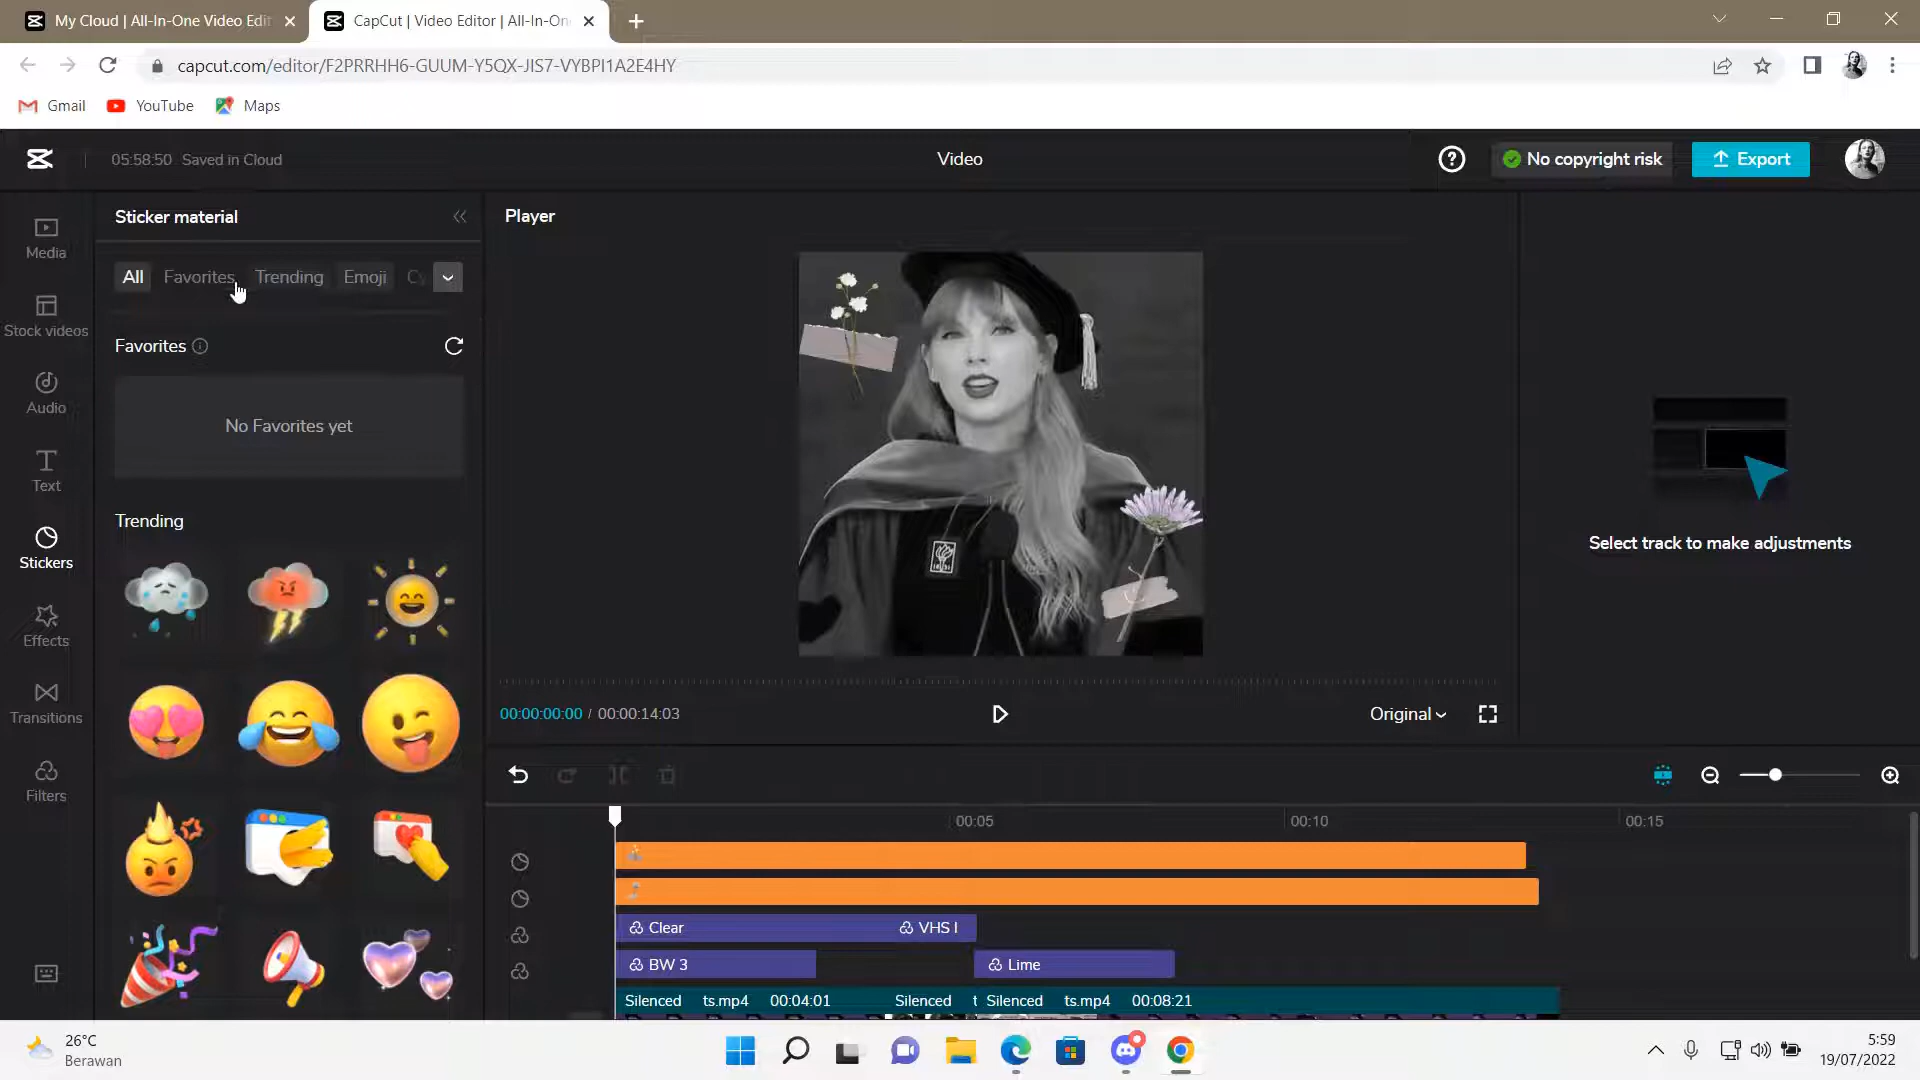 My Cloud | All-In-One Video Edit
CapCut | Video Editor | All-In-On
capcut.com/editor/F2PRRHH6-GUUM-Y5QX-JIS7-VYBPI1A2E4HY
Gmail
YouTube
Maps
05:58:50 Saved in Cloud
Video
No copyright risk
Export
Media
Stock videos
Audio
Text
Stickers
Effects
Transitions
Filters
Sticker material
All
Favorites
Trending
Emoji
Favorites
No Favorites yet
Trending
Player
00:00:00:00 / 00:00:14:03
Original
Select track to make adjustments
00:05
00:10
00:15
Clear
VHS I
BW 3
Lime
Silenced ts.mp4 00:04:01
Silenced t
Silenced ts.mp4 00:08:21
26°C
Berawan
5:59
19/07/2022